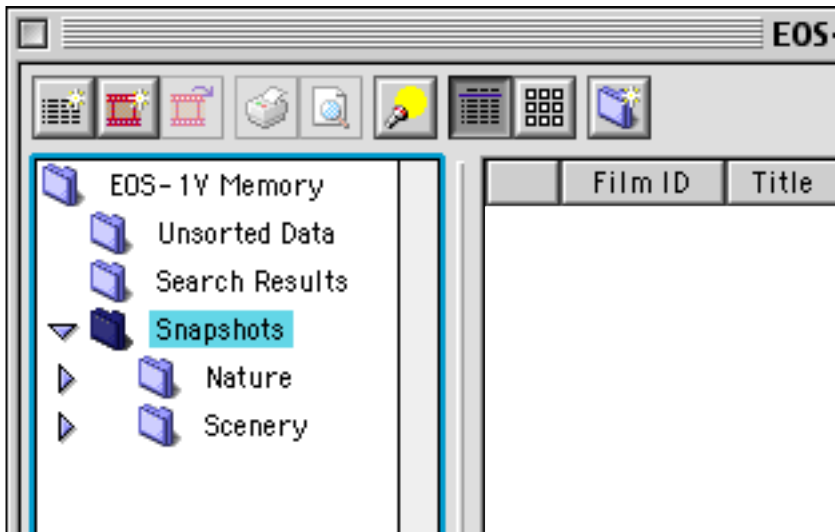 EOS-
EOS-1V Memory
Unsorted Data
Search Results
Snapshots
Nature
Scenery
Film ID
Title